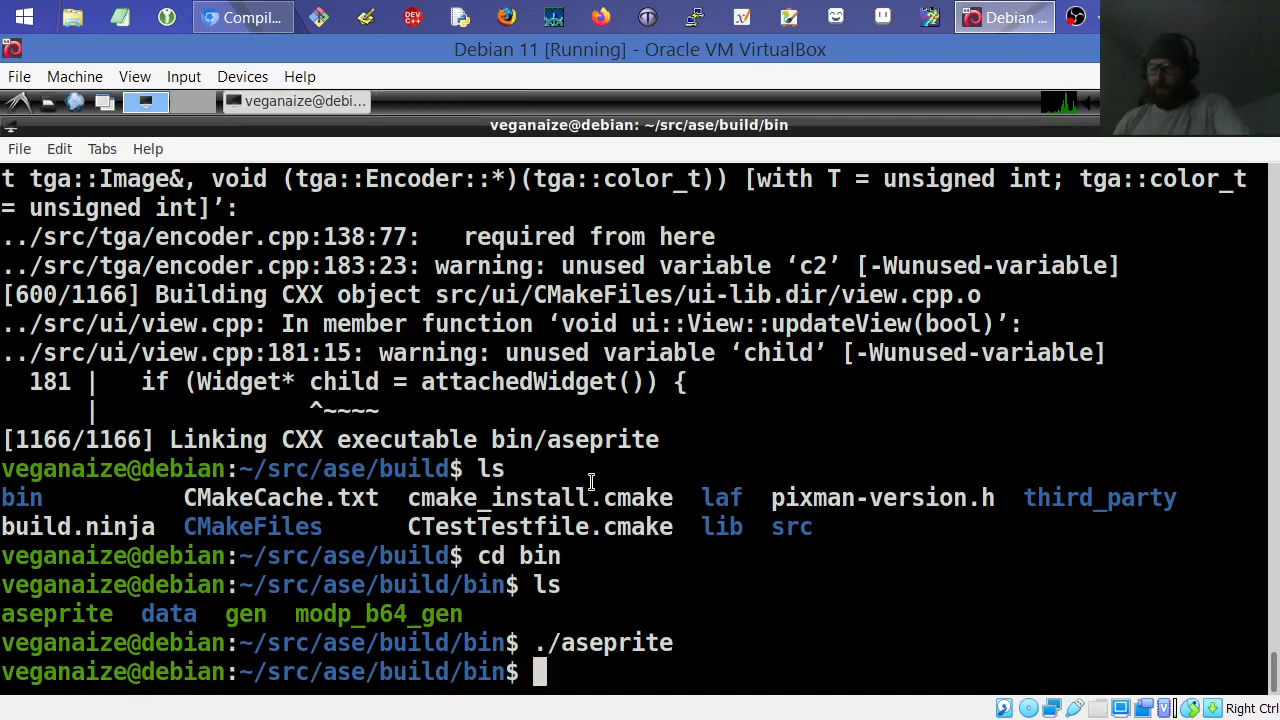 Compil...
DEV
C++
Debian ...
Debian 11 [Running] - Oracle VM VirtualBox
File Machine View Input Devices Help
veganaize@debi...
veganaize@debian: ~/src/ase/build/bin
File Edit Tabs Help
t tga::Image&, void (tga::Encoder::*)(tga::color_t)) [with T = unsigned int; tga::color_t
= unsigned int]’:
../src/tga/encoder.cpp:138:77:   required from here
../src/tga/encoder.cpp:183:23: warning: unused variable ‘c2’ [-Wunused-variable]
[600/1166] Building CXX object src/ui/CMakeFiles/ui-lib.dir/view.cpp.o
../src/ui/view.cpp: In member function ‘void ui::View::updateView(bool)’:
../src/ui/view.cpp:181:15: warning: unused variable ‘child’ [-Wunused-variable]
  181 |   if (Widget* child = attachedWidget()) {
      |               ^~~~~
[1166/1166] Linking CXX executable bin/aseprite
veganaize@debian:~/src/ase/build$ ls
bin CMakeCache.txt cmake_install.cmake laf pixman-version.h third_party
build.ninja CMakeFiles CTestTestfile.cmake lib src
veganaize@debian:~/src/ase/build$ cd bin
veganaize@debian:~/src/ase/build/bin$ ls
aseprite data gen modp_b64_gen
veganaize@debian:~/src/ase/build/bin$ ./aseprite
veganaize@debian:~/src/ase/build/bin$
Right Ctrl